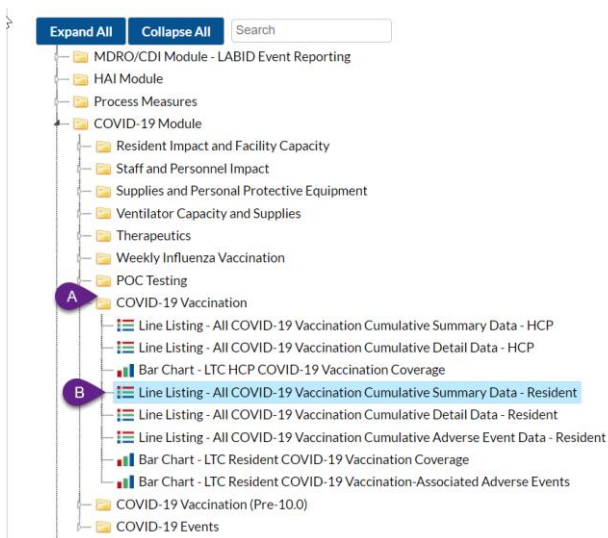 Expand All Collapse All Search
MDRO/CDI Module - LABID Event Reporting
HAI Module
Process Measures
COVID-19 Module
Resident Impact and Facility Capacity
Staff and Personnel Impact
Supplies and Personal Protective Equipment
Ventilator Capacity and Supplies
Therapeutics
Weekly Influenza Vaccination
POC Testing
A COVID-19 Vaccination
Line Listing - All COVID-19 Vaccination Cumulative Summary Data - HCP
Line Listing - All COVID-19 Vaccination Cumulative Detail Data - HCP
Bar Chart - LTC HCP COVID-19 Vaccination Coverage
B Line Listing - All COVID-19 Vaccination Cumulative Summary Data - Resident
Line Listing - All COVID-19 Vaccination Cumulative Detail Data - Resident
Line Listing - All COVID-19 Vaccination Cumulative Adverse Event Data - Resident
Bar Chart - LTC Resident COVID-19 Vaccination Coverage
Bar Chart - LTC Resident COVID-19 Vaccination-Associated Adverse Events
COVID-19 Vaccination (Pre-10.0)
COVID-19 Events